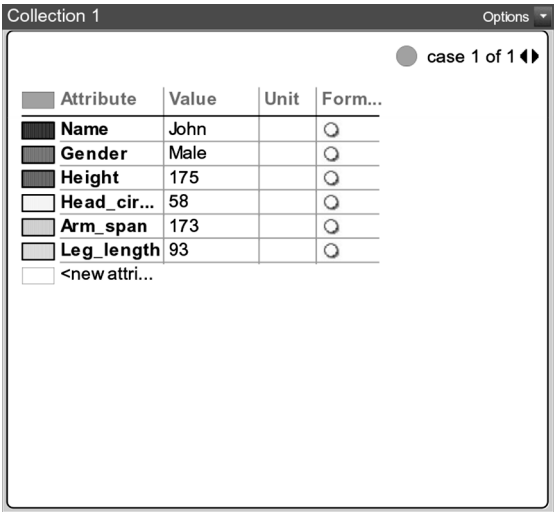 Collection 1 Options
case 1 of 1
Attribute Value Unit Form...
Name John
Gender Male
Height 175
Head_cir... 58
Arm_span 173
Leg_length 93
<new attri...